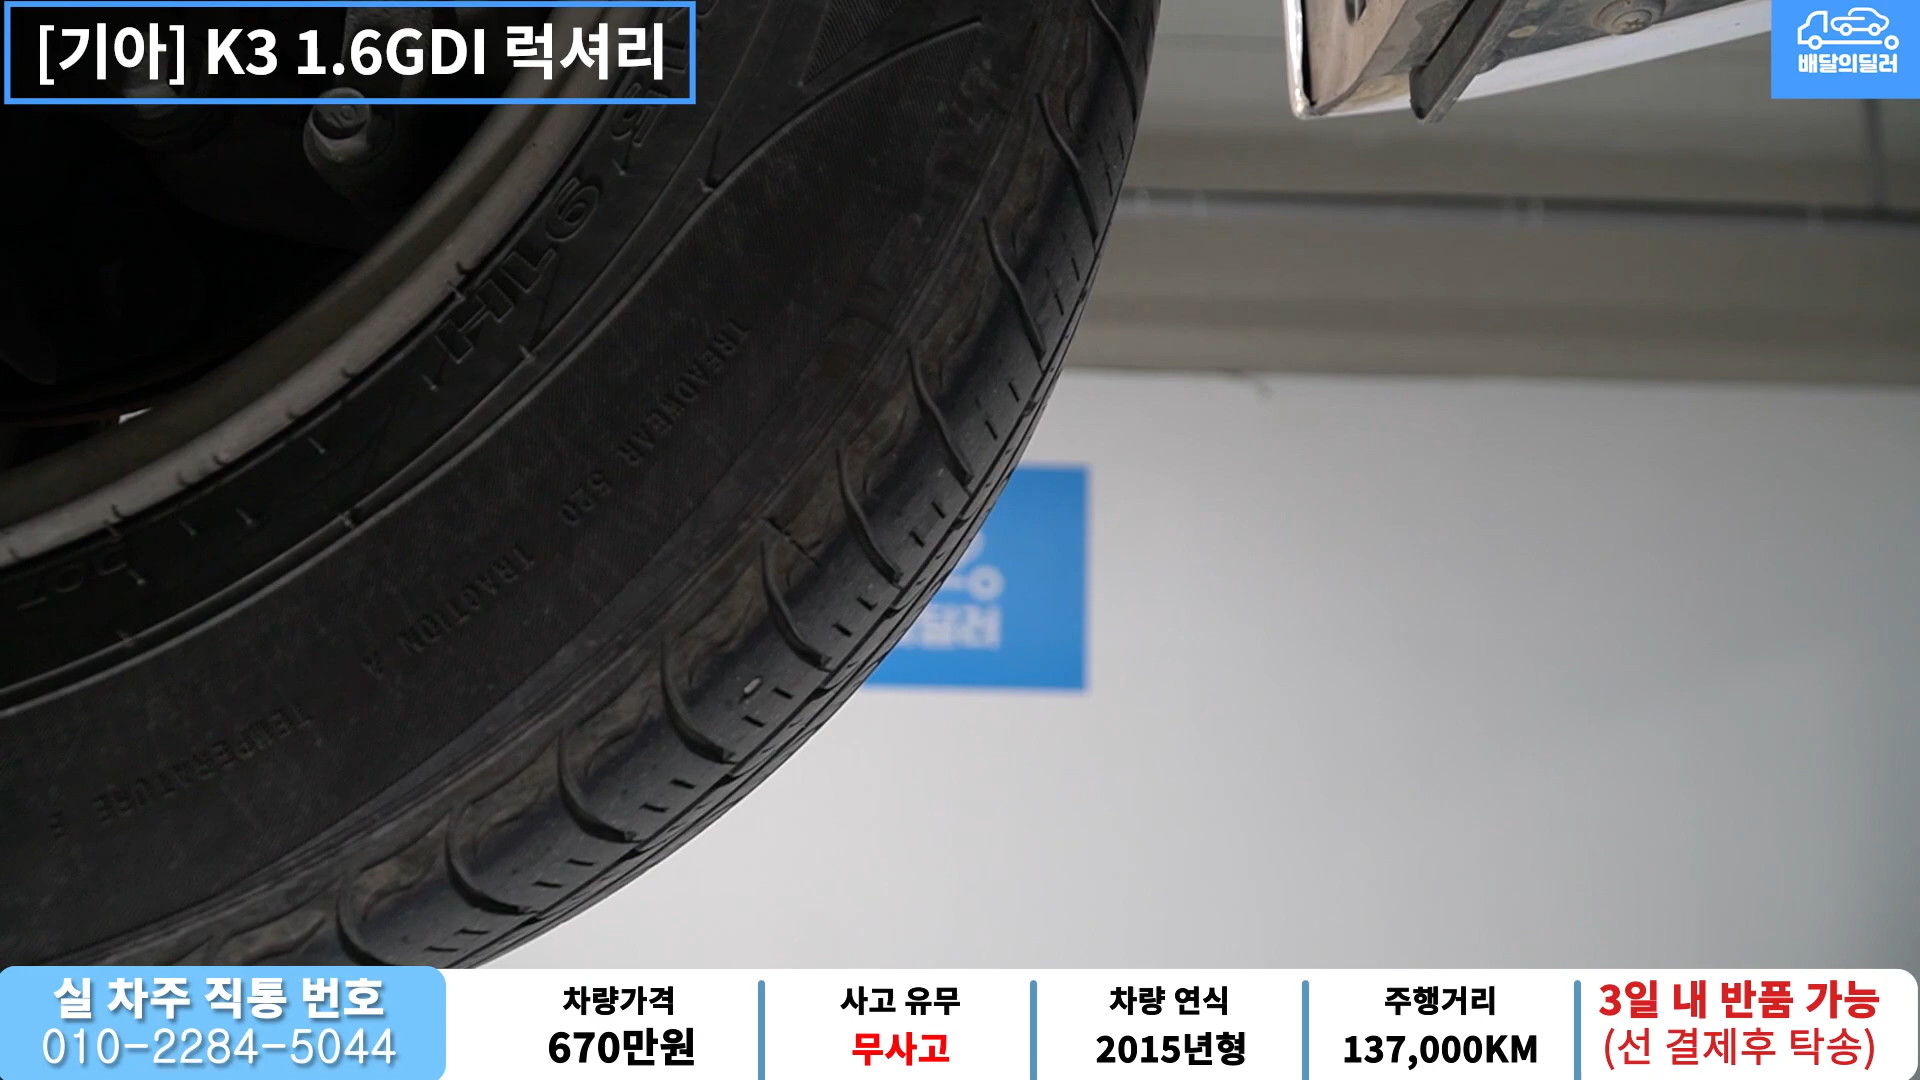 [기아] K3 1.6GDI 럭셔리
배달의딜러
91H
TREADWEAR 520
TRACTION A
TEMPERATURE
딜러
실 차주 직통 번호
010-2284-5044
차량가격
670만원
사고 유무
무사고
차량 연식
2015년형
주행거리
137,000KM
3일 내 반품 가능
(선 결제후 탁송)